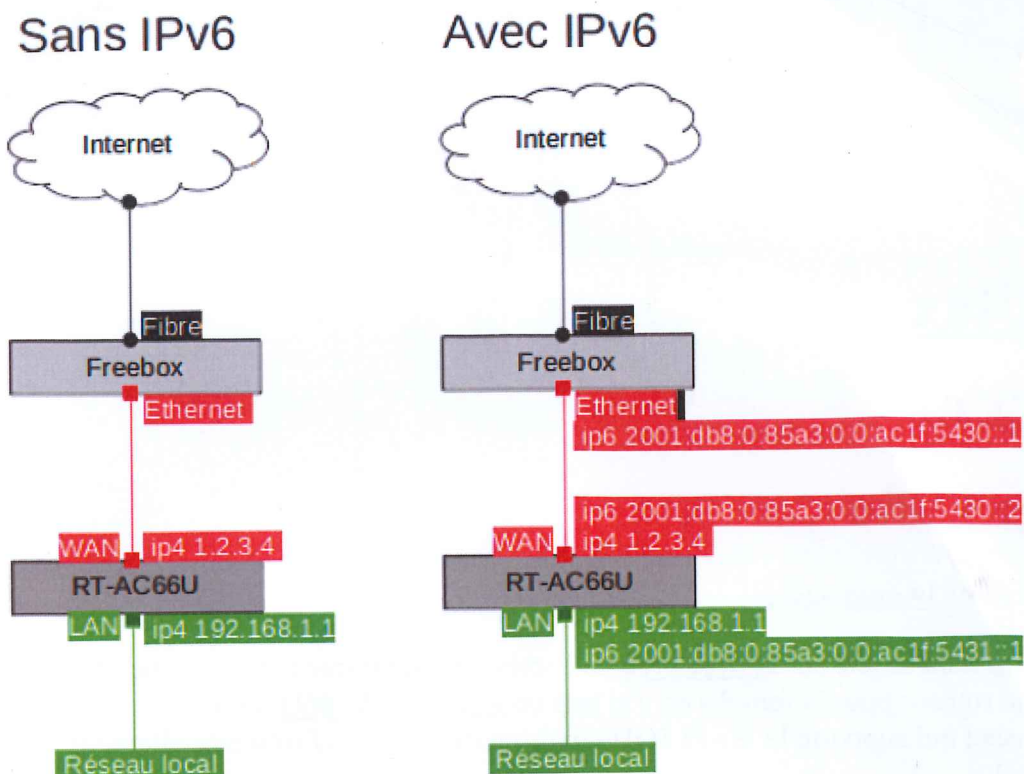 Sans IPv6
Internet
Fibre
Freebox
Ethernet
WAN
ip4 1.2.3.4
RT-AC66U
LAN
ip4 192.168.1.1
Réseau local
Avec IPv6
Internet
Fibre
Freebox
Ethernet
ip6 2001:db8:0:85a3:0:0:ac1f:5430::1
ip6 2001:db8:0:85a3:0:0:ac1f:5430::2
WAN
ip4 1.2.3.4
RT-AC66U
LAN
ip4 192.168.1.1
ip6 2001:db8:0:85a3:0:0:ac1f:5431::1
Réseau local